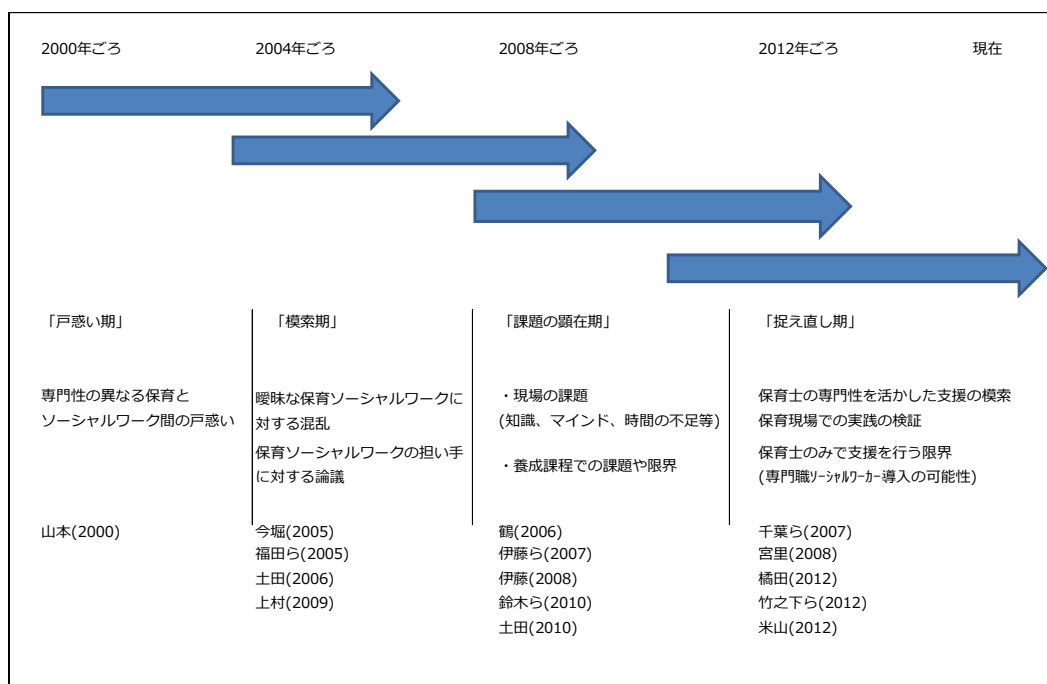 2000年ごろ
2004年ごろ
2008年ごろ
2012年ごろ
現在
「戸惑い期」
専門性の異なる保育と
ソーシャルワーク間の戸惑い
山本(2000)
「模索期」
曖昧な保育ソーシャルワークに
対する混乱
保育ソーシャルワークの担い手
に対する論議
今堀(2005)
福田ら(2005)
土田(2006)
上村(2009)
「課題の顕在期」
・現場の課題
(知識、マインド、時間の不足等)
・養成課程での課題や限界
鶴(2006)
伊藤ら(2007)
伊藤(2008)
鈴木ら(2010)
土田(2010)
「捉え直し期」
保育士の専門性を活かした支援の模索
保育現場での実践の検証
保育士のみで支援を行う限界
(専門職ｿｰｼｬﾙﾜｰｶｰ導入の可能性)
千葉ら(2007)
宮里(2008)
橘田(2012)
竹之下ら(2012)
米山(2012)